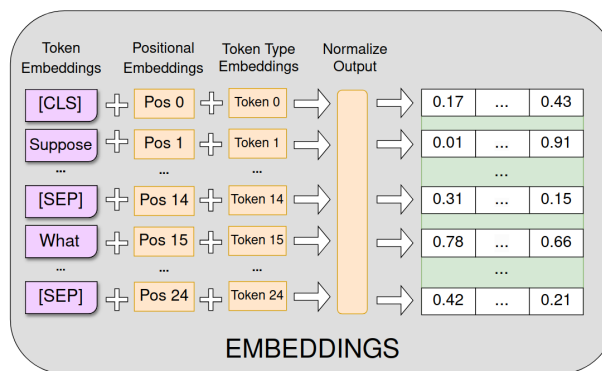 Token Positional Token Type Normalize
Embeddings Embeddings Embeddings Output
[CLS] Pos 0 Token 0 0.17 ... 0.43
Suppose Pos 1 Token 1 0.01 ... 0.91
... ... ... ...
[SEP] Pos 14 Token 14 0.31 ... 0.15
What Pos 15 Token 15 0.78 ... 0.66
... ... ... ...
[SEP] Pos 24 Token 24 0.42 ... 0.21
EMBEDDINGS